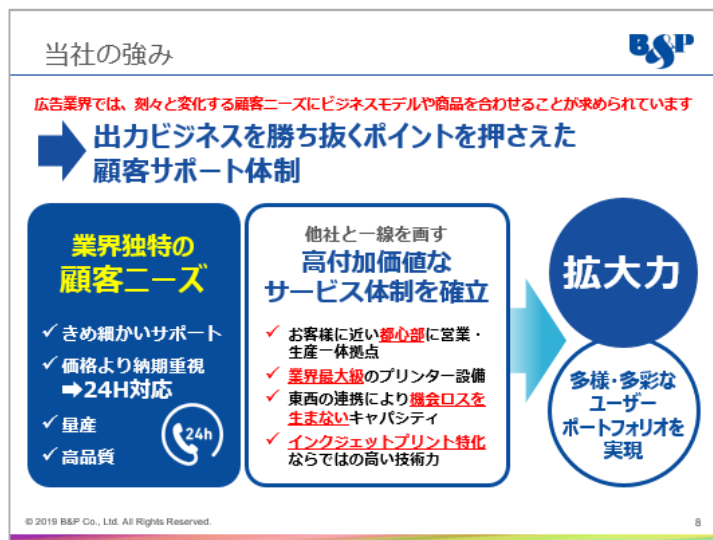 当社の強み
B&P
広告業界では、刻々と変化する顧客ニーズにビジネスモデルや商品を合わせることが求められています
出力ビジネスを勝ち抜くポイントを押さえた
顧客サポート体制
業界独特の
顧客ニーズ
✓ きめ細かいサポート
✓ 価格より納期重視
➡24H対応
✓ 量産
✓ 高品質
24h
他社と一線を画す
高付加価値な
サービス体制を確立
✓ お客様に近い都心部に営業・
生産一体拠点
✓ 業界最大級のプリンター設備
✓ 東西の連携により機会ロスを
生まないキャパシティ
✓ インクジェットプリント特化
ならではの高い技術力
拡大力
多様・多彩な
ユーザー
ポートフォリオを
実現
© 2019 B&P Co., Ltd. All Rights Reserved.
8